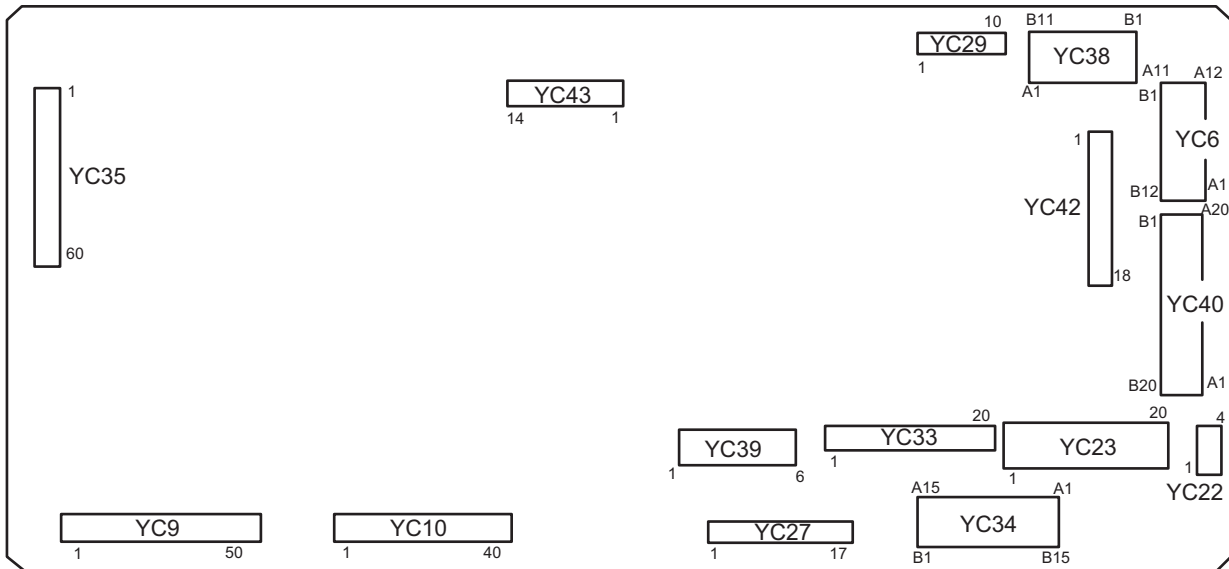 10 B11 B1
YC29 YC38
1 A1 A11 A12
1 YC43 B1
14 1
1 YC6
YC35
B12 A1
YC42 A20
B1
60
18
YC40
B20 A1
20 20 4
YC39 YC33 YC23
1 6 1 1 1
YC22
A15 A1
YC9 YC10 YC27 YC34
1 50 1 40 1 17 B1 B15